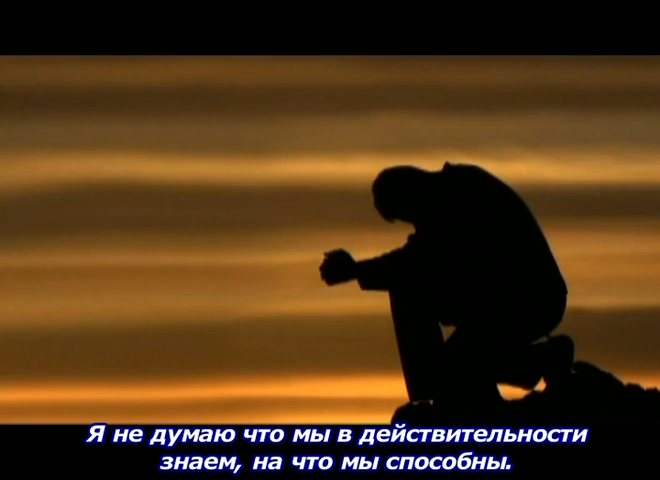 Я не думаю что мы в действительности
знаем, на что мы способны.